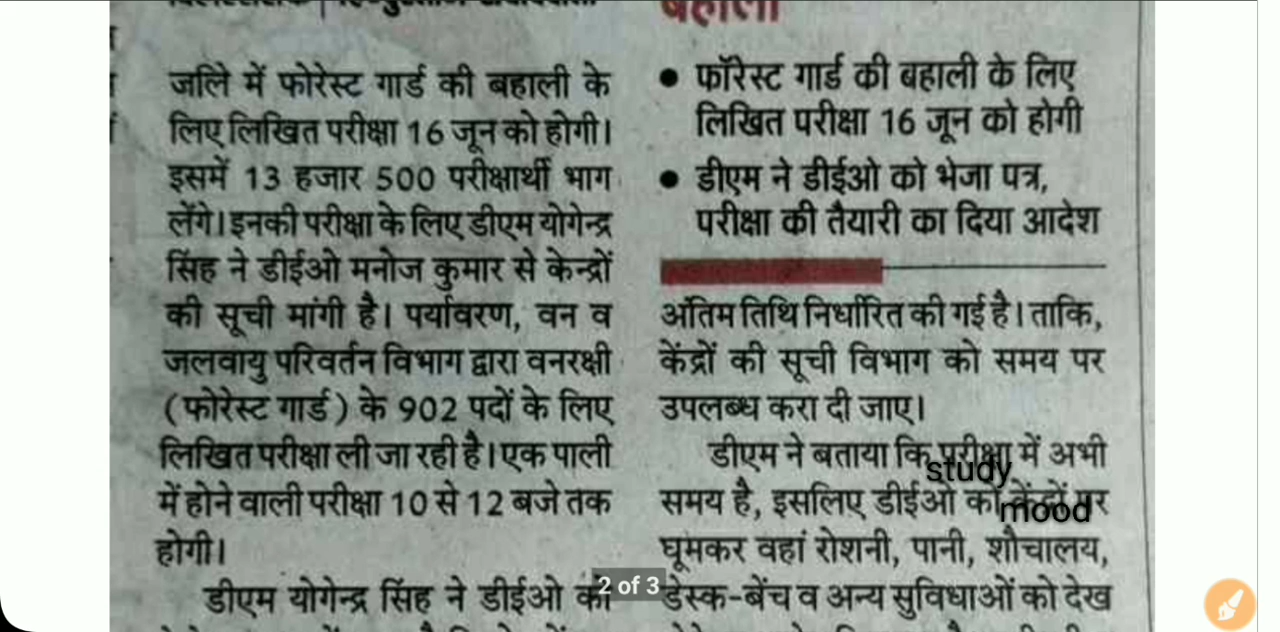 बहाली
जिले में फोरेस्ट गार्ड की बहाली के
लिए लिखित परीक्षा 16 जून को होगी।
इसमें 13 हजार 500 परीक्षार्थी भाग
लेंगे। इनकी परीक्षा के लिए डीएम योगेन्द्र
सिंह ने डीईओ मनोज कुमार से केन्द्रों
की सूची मांगी है। पर्यावरण, वन व
जलवायु परिवर्तन विभाग द्वारा वनरक्षी
(फोरेस्ट गार्ड) के 902 पदों के लिए
लिखित परीक्षा ली जा रही है। एक पाली
में होने वाली परीक्षा 10 से 12 बजे तक
होगी।
डीएम योगेन्द्र सिंह ने डीईओ को
• फॉरेस्ट गार्ड की बहाली के लिए
लिखित परीक्षा 16 जून को होगी
• डीएम ने डीईओ को भेजा पत्र,
परीक्षा की तैयारी का दिया आदेश
अंतिम तिथि निर्धारित की गई है। ताकि,
केंद्रों की सूची विभाग को समय पर
उपलब्ध करा दी जाए।
डीएम ने बताया कि परीक्षा में अभी
समय है, इसलिए डीईओ को केंद्रों पर
घूमकर वहां रोशनी, पानी, शौचालय,
डेस्क-बेंच व अन्य सुविधाओं को देख
study
mood
2 of 3